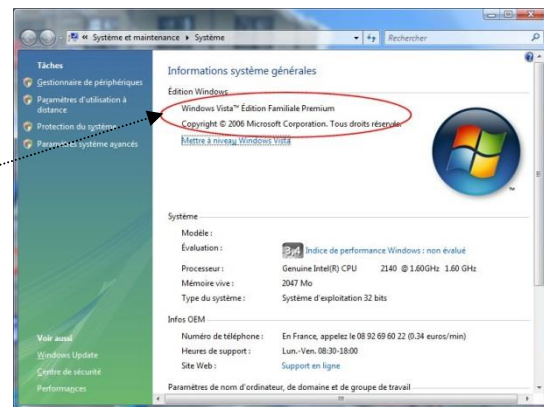 « Système et maintenance ▸ Système
Rechercher
Tâches
Gestionnaire de périphériques
Paramètres d'utilisation à
distance
Protection du système
Paramètres système avancés
Voir aussi
Windows Update
Centre de sécurité
Performances
Informations système générales
Édition Windows
Windows Vista™ Édition Familiale Premium
Copyright © 2006 Microsoft Corporation. Tous droits réservés.
Mettre à niveau Windows Vista
Système
Modèle :
Évaluation : 3,4 Indice de performance Windows : non évalué
Processeur : Genuine Intel(R) CPU 2140 @ 1.60GHz 1.60 GHz
Mémoire vive : 2047 Mo
Type du système : Système d'exploitation 32 bits
Infos OEM
Numéro de téléphone : En France, appelez le 08 92 69 60 22 (0.34 euros/min)
Heures de support : Lun.-Ven. 08:30-18:00
Site Web : Support en ligne
Paramètres de nom d'ordinateur, de domaine et de groupe de travail